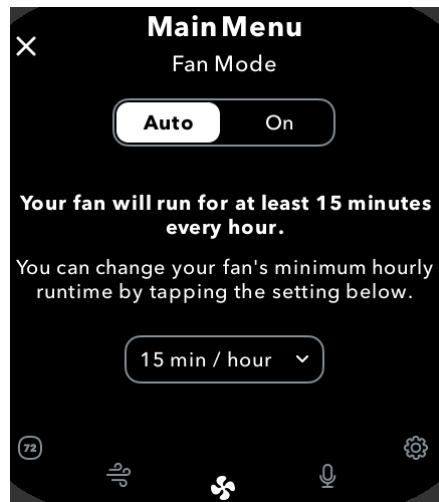 Main Menu
Fan Mode
Auto On
Your fan will run for at least 15 minutes
every hour.
You can change your fan's minimum hourly
runtime by tapping the setting below.
15 min / hour
72